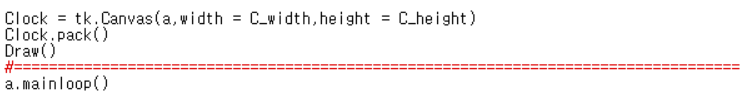 Clock = tk.Canvas(a,width = C_width,height = C_height)
Clock.pack()
Draw()
#===============================================================================
a.mainloop()